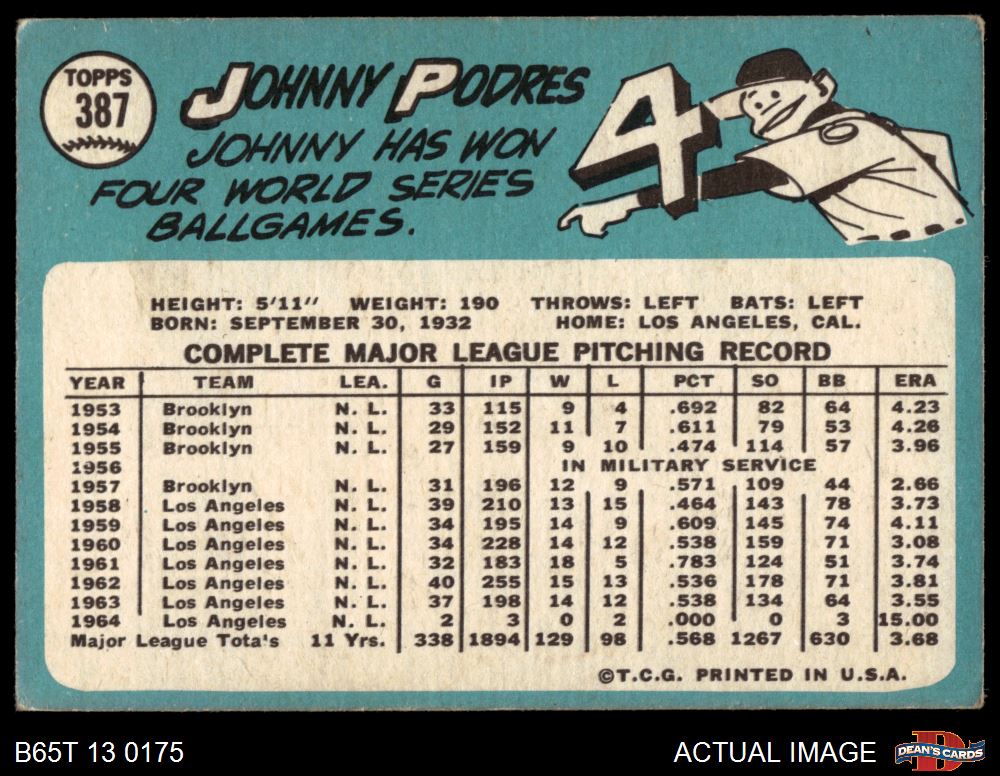 TOPPS
387
JOHNNY PODRES
JOHNNY HAS WON
FOUR WORLD SERIES
BALLGAMES.
4
HEIGHT: 5'11" WEIGHT: 190 THROWS: LEFT BATS: LEFT
BORN: SEPTEMBER 30, 1932 HOME: LOS ANGELES, CAL.
COMPLETE MAJOR LEAGUE PITCHING RECORD
YEAR TEAM LEA. G IP W L PCT SO BB ERA
1953 Brooklyn N. L. 33 115 9 4 .692 82 64 4.23
1954 Brooklyn N. L. 29 152 11 7 .611 79 53 4.26
1955 Brooklyn N. L. 27 159 9 10 .474 114 57 3.96
1956 IN MILITARY SERVICE
1957 Brooklyn N. L. 31 196 12 9 .571 109 44 2.66
1958 Los Angeles N. L. 39 210 13 15 .464 143 78 3.73
1959 Los Angeles N. L. 34 195 14 9 .609 145 74 4.11
1960 Los Angeles N. L. 34 228 14 12 .538 159 71 3.08
1961 Los Angeles N. L. 32 183 18 5 .783 124 51 3.74
1962 Los Angeles N. L. 40 255 15 13 .536 178 71 3.81
1963 Los Angeles N. L. 37 198 14 12 .538 134 64 3.55
1964 Los Angeles N. L. 2 3 0 2 .000 0 3 15.00
Major League Tota's 11 Yrs. 338 1894 129 98 .568 1267 630 3.68
©T.C.G. PRINTED IN U.S.A.
B65T 13 0175
ACTUAL IMAGE
D
DEAN'S CARDS